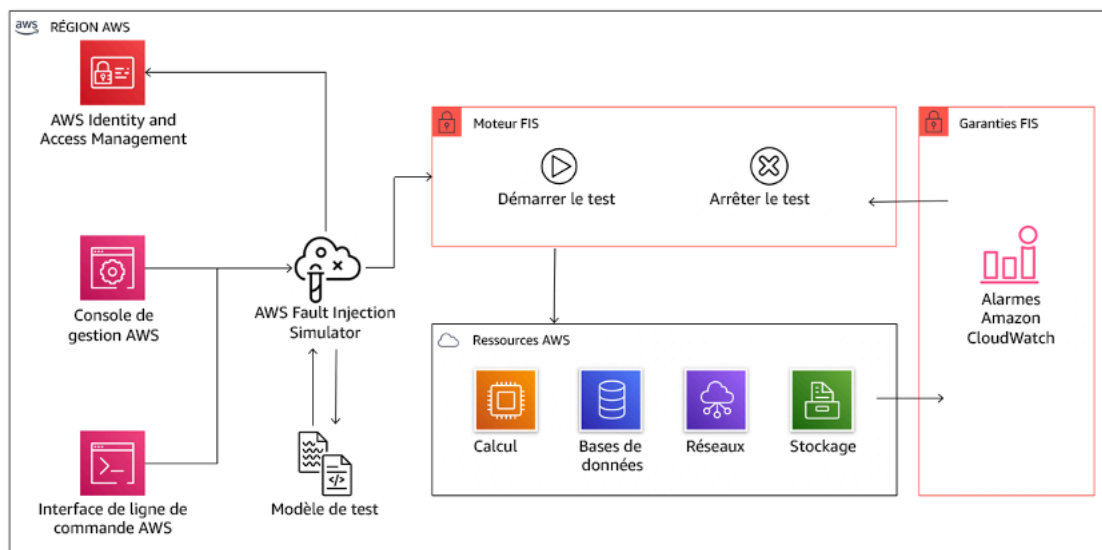 aws
RÉGION AWS
AWS Identity and
Access Management
Console de
gestion AWS
Interface de ligne de
commande AWS
AWS Fault Injection
Simulator
</>
Modèle de test
Moteur FIS
Démarrer le test
Arrêter le test
Ressources AWS
Calcul
Bases de
données
Réseaux
Stockage
Garanties FIS
Alarmes
Amazon
CloudWatch